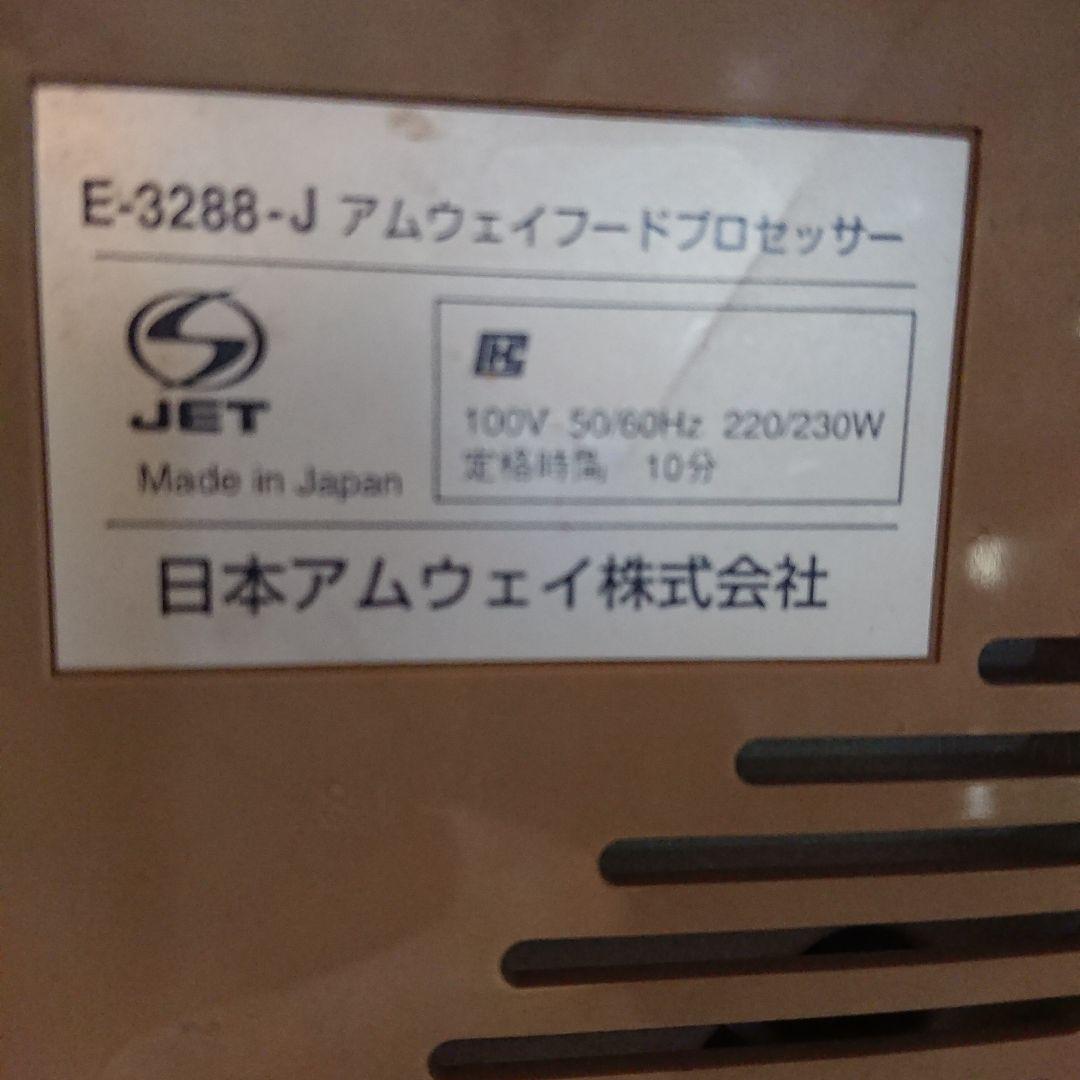 E-3288-J アムウェイフードプロセッサー
JET
Made in Japan
100V 50/60Hz 220/230W
定格時間 10分
日本アムウェイ株式会社